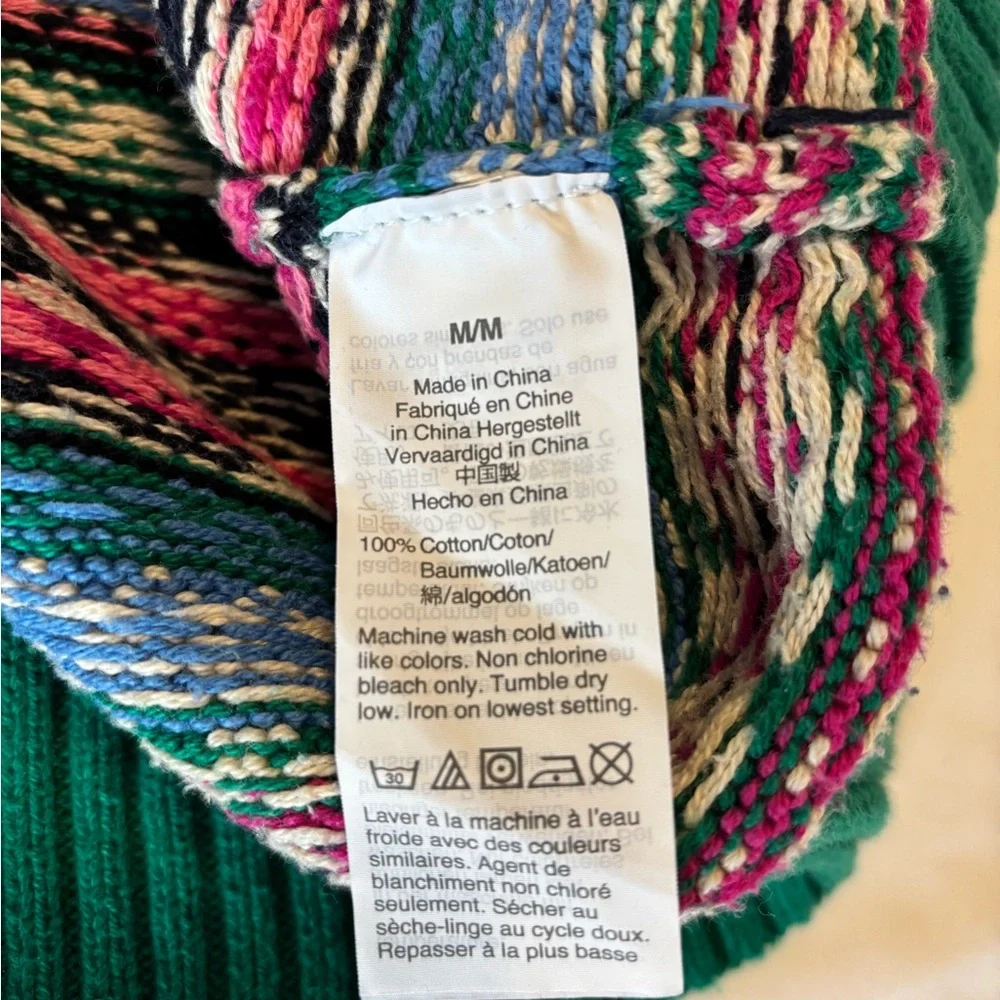 M/M
Made in China
Fabriqué en Chine
in China Hergestellt
Vervaardigd in China
中国製
Hecho en China
100% Cotton/Coton/
Baumwolle/Katoen/
綿/algodón
Machine wash cold with
like colors. Non chlorine
bleach only. Tumble dry
low. Iron on lowest setting.
30
Laver à la machine à l'eau
froide avec des couleurs
similaires. Agent de
blanchiment non chloré
seulement. Sécher au
sèche-linge au cycle doux.
Repasser à la plus basse